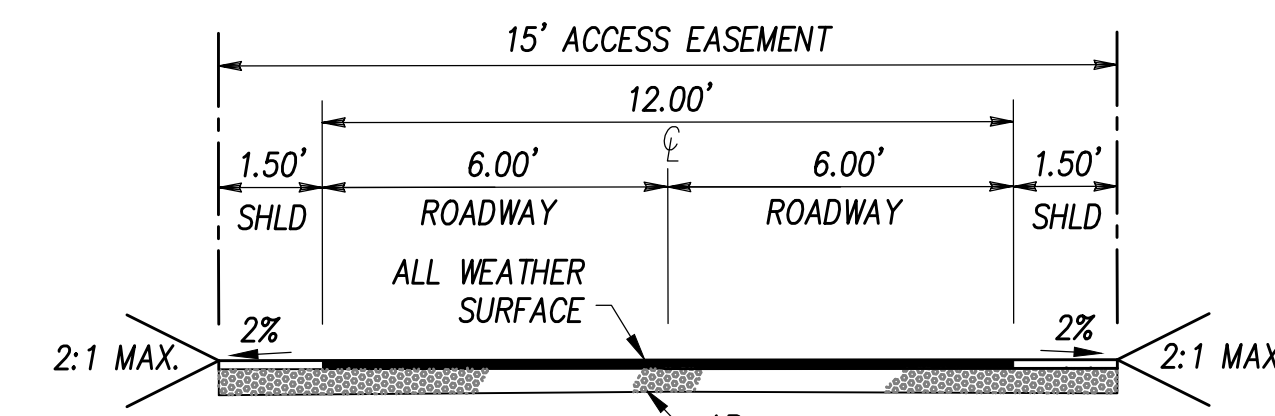 15' ACCESS EASEMENT
12.00'
℄
1.50' 6.00' 6.00' 1.50'
SHLD ROADWAY ROADWAY SHLD
ALL WEATHER
SURFACE
2% 2%
2:1 MAX. 2:1 MAX